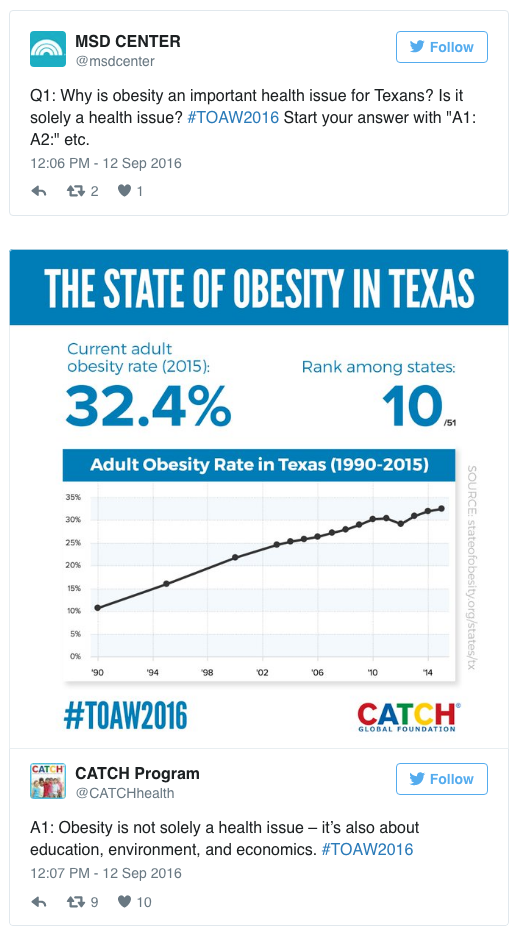 MSD CENTER
@msdcenter
Follow
Q1: Why is obesity an important health issue for Texans? Is it
solely a health issue? #TOAW2016 Start your answer with "A1:
A2:" etc.
12:06 PM - 12 Sep 2016
2 1
THE STATE OF OBESITY IN TEXAS
Current adult
obesity rate (2015):
32.4%
Rank among states:
10/51
Adult Obesity Rate in Texas (1990-2015)
35%
30%
25%
20%
15%
10%
5%
0%
'90 '94 '98 '02 '06 '10 '14
SOURCE: stateofobesity.org/states/tx
#TOAW2016
CATCH®
GLOBAL FOUNDATION
CATCH
CATCH Program
@CATCHhealth
Follow
A1: Obesity is not solely a health issue – it's also about
education, environment, and economics. #TOAW2016
12:07 PM - 12 Sep 2016
9 10